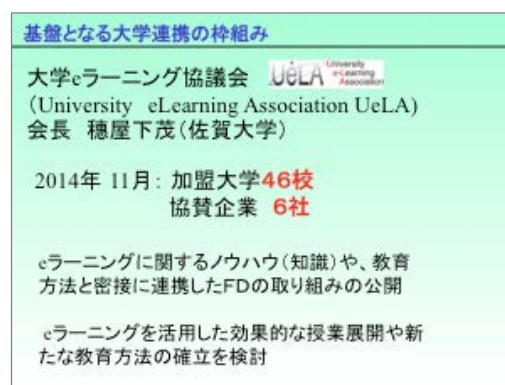 基盤となる大学連携の枠組み
大学eラーニング協議会 UeLA University e-Learning Association
(University eLearning Association UeLA)
会長 穗屋下茂(佐賀大学)
2014年 11月: 加盟大学46校
協賛企業 6社
eラーニングに関するノウハウ(知識)や、教育
方法と密接に連携したFDの取り組みの公開
eラーニングを活用した効果的な授業展開や新
たな教育方法の確立を検討